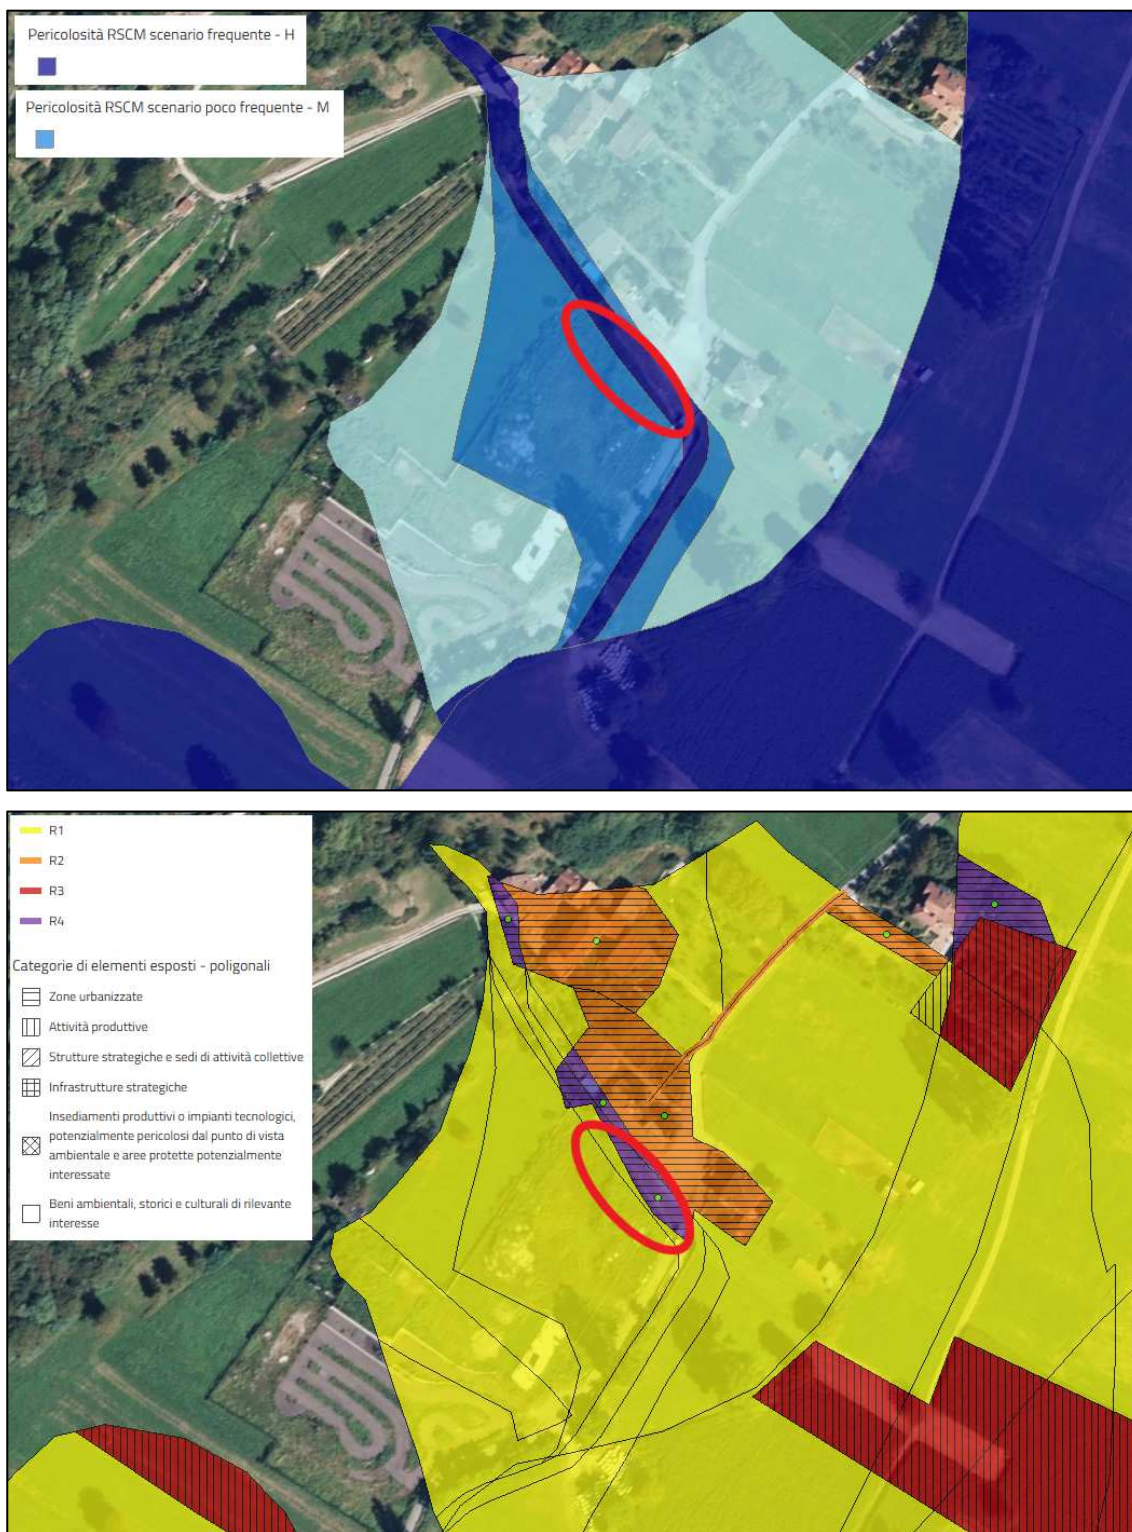 Pericolosità RSCM scenario frequente - H
Pericolosità RSCM scenario poco frequente - M
R1
R2
R3
R4
Categorie di elementi esposti - poligonali
Zone urbanizzate
Attività produttive
Strutture strategiche e sedi di attività collettive
Infrastrutture strategiche
Insediamenti produttivi o impianti tecnologici,
potenzialmente pericolosi dal punto di vista
ambientale e aree protette potenzialmente
interessate
Beni ambientali, storici e culturali di rilevante
interesse